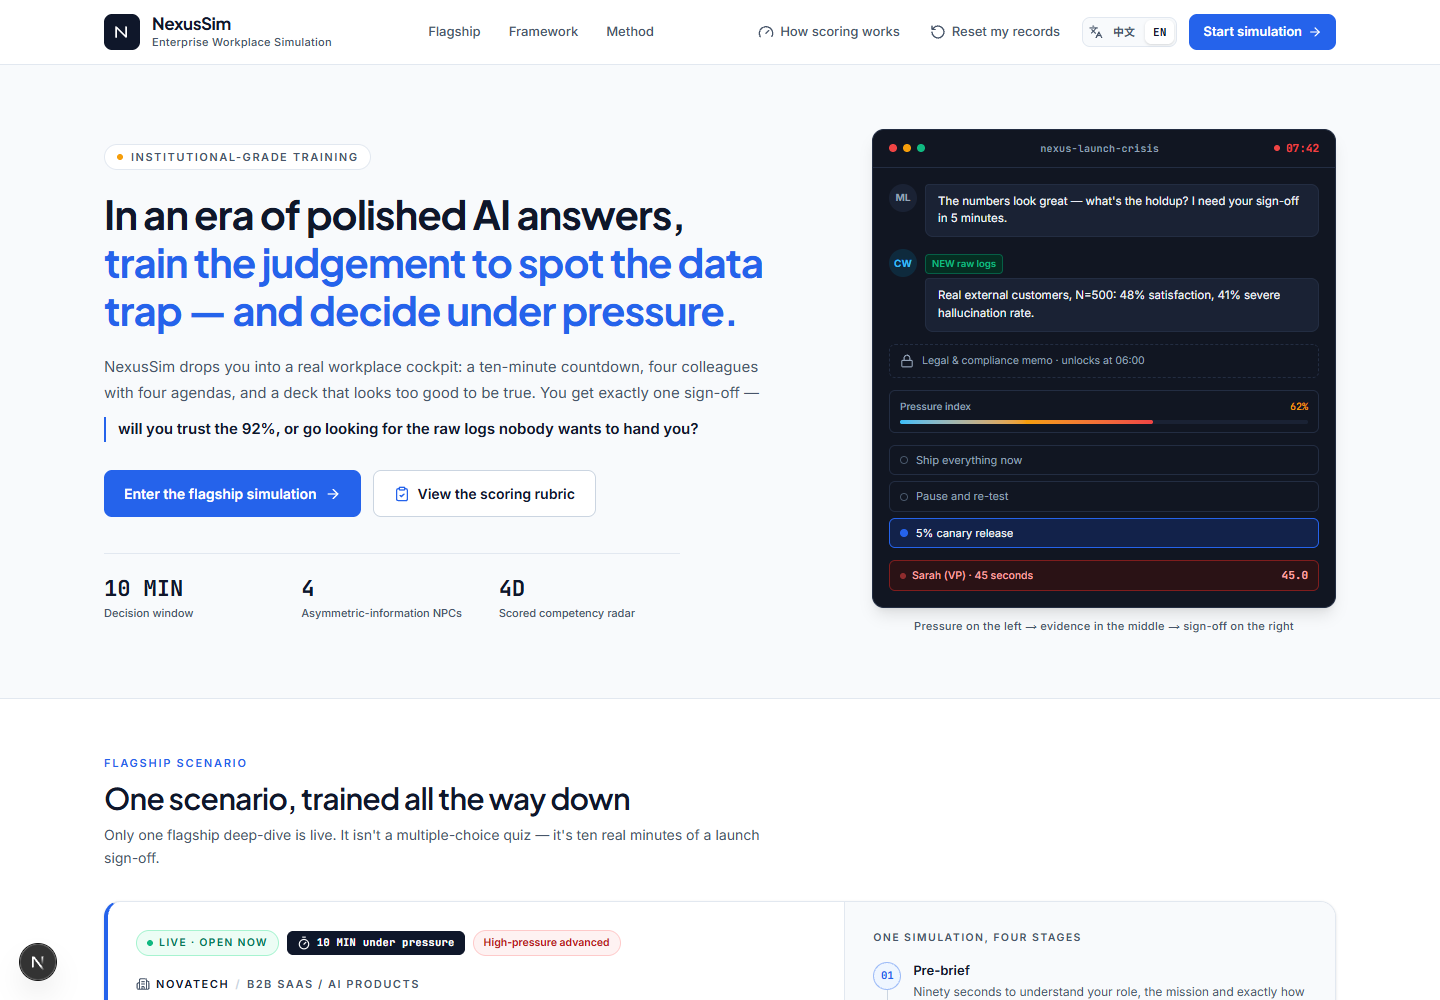 N
NexusSim
Enterprise Workplace Simulation
Flagship
Framework
Method
How scoring works
Reset my records
中文
EN
Start simulation →
INSTITUTIONAL-GRADE TRAINING
In an era of polished AI answers,
train the judgement to spot the data
trap — and decide under pressure.
NexusSim drops you into a real workplace cockpit: a ten-minute countdown, four colleagues
with four agendas, and a deck that looks too good to be true. You get exactly one sign-off —
will you trust the 92%, or go looking for the raw logs nobody wants to hand you?
Enter the flagship simulation →
View the scoring rubric
10 MIN
Decision window
4
Asymmetric-information NPCs
4D
Scored competency radar
nexus-launch-crisis
07:42
ML
The numbers look great — what's the holdup? I need your sign-off
in 5 minutes.
CW
NEW raw logs
Real external customers, N=500: 48% satisfaction, 41% severe
hallucination rate.
Legal & compliance memo · unlocks at 06:00
Pressure index
62%
Ship everything now
Pause and re-test
5% canary release
Sarah (VP) · 45 seconds
45.0
Pressure on the left → evidence in the middle → sign-off on the right
FLAGSHIP SCENARIO
One scenario, trained all the way down
Only one flagship deep-dive is live. It isn't a multiple-choice quiz — it's ten real minutes of a launch
sign-off.
LIVE · OPEN NOW
10 MIN under pressure
High-pressure advanced
NOVATECH / B2B SAAS / AI PRODUCTS
ONE SIMULATION, FOUR STAGES
01
Pre-brief
Ninety seconds to understand your role, the mission and exactly how
N